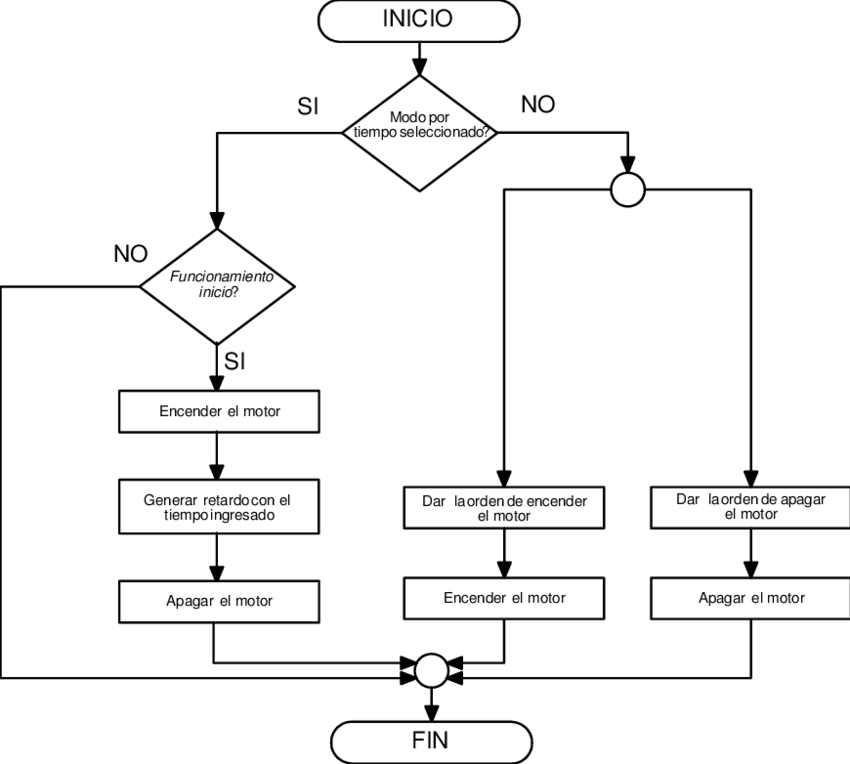 INICIO
SI
NO
Modo por
tiempo seleccionado?
NO
Funcionamiento
inicio?
SI
Encender el motor
Generar retardo con el
tiempo ingresado
Dar la orden de encender
el motor
Dar la orden de apagar
el motor
Apagar el motor
Encender el motor
Apagar el motor
FIN